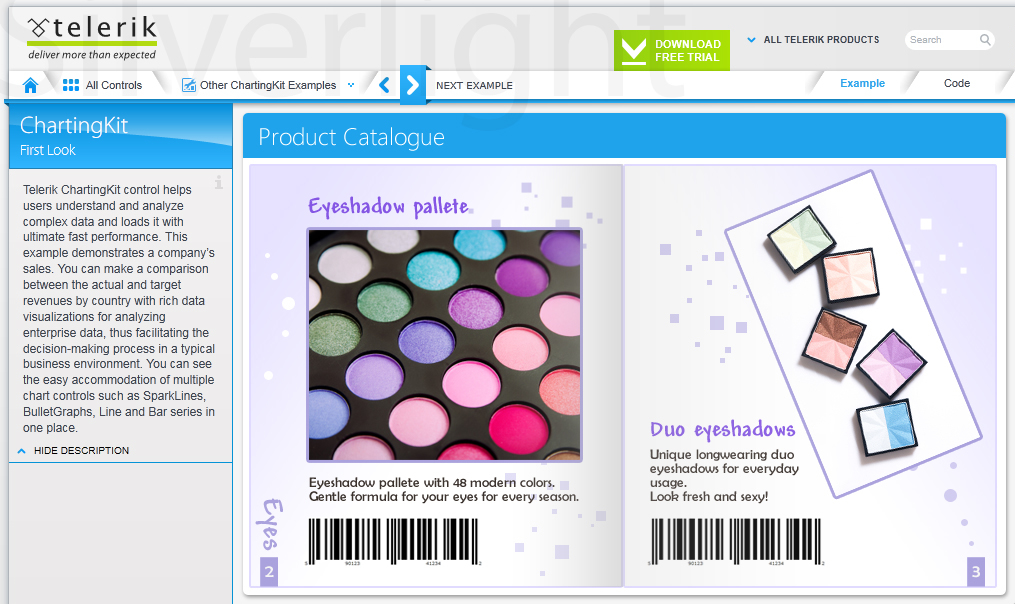 Silverlight
telerik
deliver more than expected
DOWNLOAD
FREE TRIAL
ALL TELERIK PRODUCTS
Search
All Controls
Other ChartingKit Examples
NEXT EXAMPLE
Example
Code
ChartingKit
First Look
Telerik ChartingKit control helps
users understand and analyze
complex data and loads it with
ultimate fast performance. This
example demonstrates a company's
sales. You can make a comparison
between the actual and target
revenues by country with rich data
visualizations for analyzing
enterprise data, thus facilitating the
decision-making process in a typical
business environment. You can see
the easy accommodation of multiple
chart controls such as SparkLines,
BulletGraphs, Line and Bar series in
one place.
HIDE DESCRIPTION
Product Catalogue
Eyeshadow pallete
Eyeshadow pallete with 48 modern colors.
Gentle formula for your eyes for every season.
5 90123 41234 2
Eyes
2
Duo eyeshadows
Unique longwearing duo
eyeshadows for everyday
usage.
Look fresh and sexy!
5 90123 41234 2
3